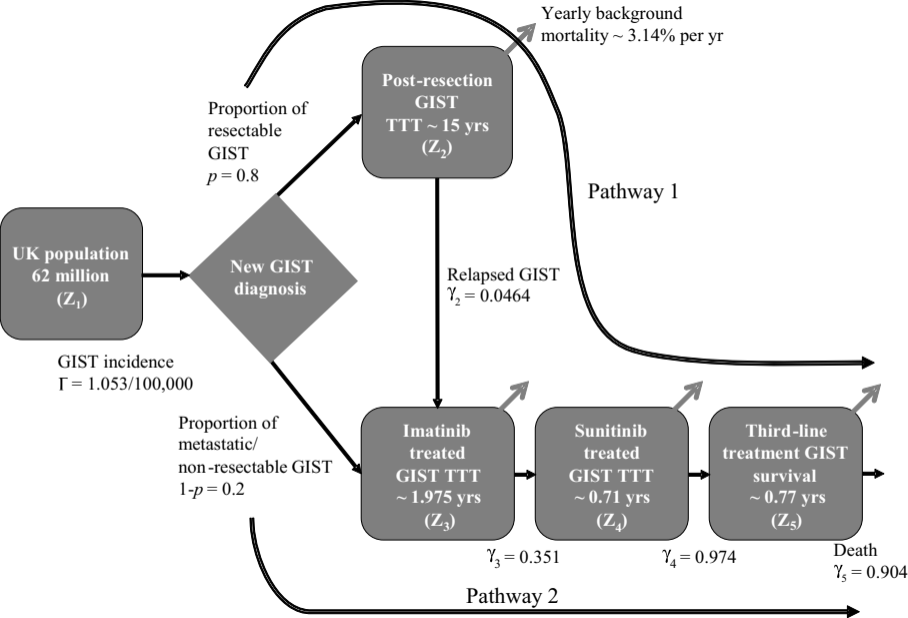 Yearly background
mortality ~ 3.14% per yr
Post-resection
GIST
TTT ~ 15 yrs
(Z2)
Proportion of
resectable
GIST
p = 0.8
Pathway 1
UK population
62 million
(Z1)
New GIST
diagnosis
Relapsed GIST
γ2 = 0.0464
GIST incidence
Γ = 1.053/100,000
Proportion of
metastatic/
non-resectable GIST
1-p = 0.2
Imatinib
treated
GIST TTT
~ 1.975 yrs
(Z3)
Sunitinib
treated
GIST TTT
~ 0.71 yrs
(Z4)
Third-line
treatment GIST
survival
~ 0.77 yrs
(Z5)
γ3 = 0.351
γ4 = 0.974
Death
γ5 = 0.904
Pathway 2